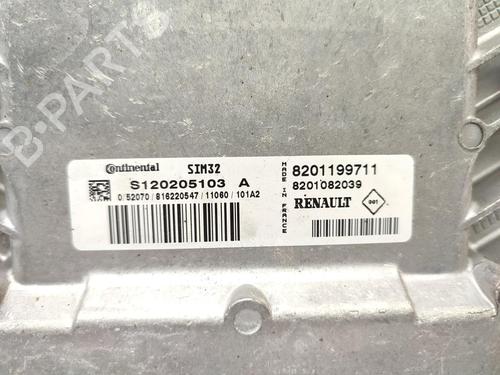 B-PARTS
Continental SIM32
S120205103 A
0/52070/816220547/11060/101A2
MADE IN FRANCE
8201199711
8201082039
RENAULT